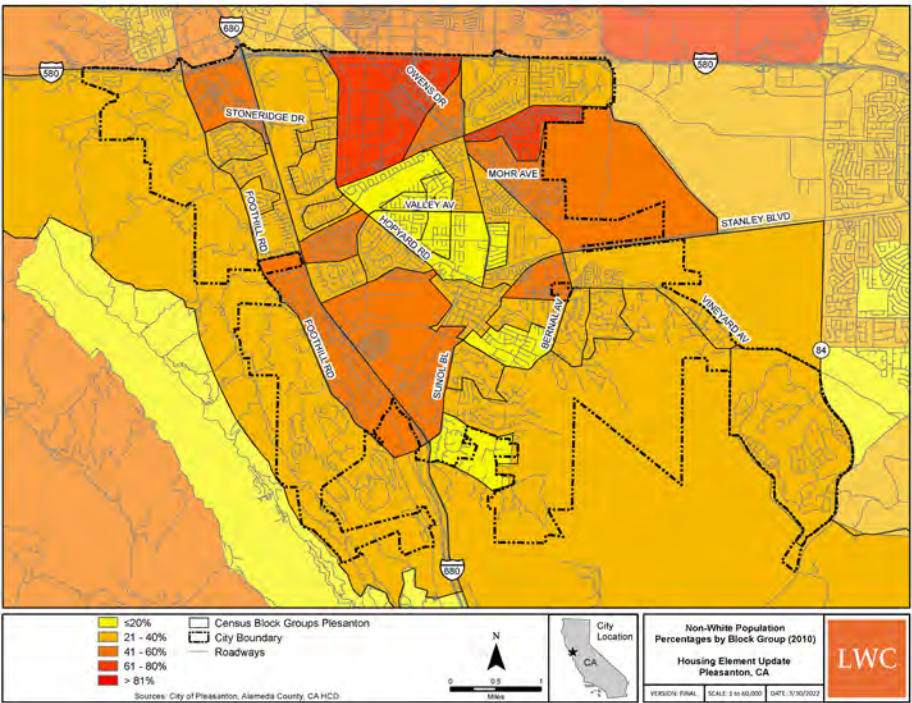 680
580
580
OWENS DR
STONERIDGE DR
MOHR AVE
VALLEY AV
HOPYARD RD
STANLEY BLVD
FOOTHILL RD
FOOTHILL RD
BERNAL AV
VINEYARD AV
SUNOL BL
84
680
≤20%
21 - 40%
41 - 60%
61 - 80%
> 81%
Census Block Groups Plesanton
City Boundary
Roadways
Sources: City of Pleasanton, Alameda County, CA HCD
N
0 0.5 1
Miles
City
Location
CA
Non-White Population
Percentages by Block Group (2010)
Housing Element Update
Pleasanton, CA
VERSION: FINAL
SCALE: 1 to 60,000
DATE: 7/30/2022
LWC